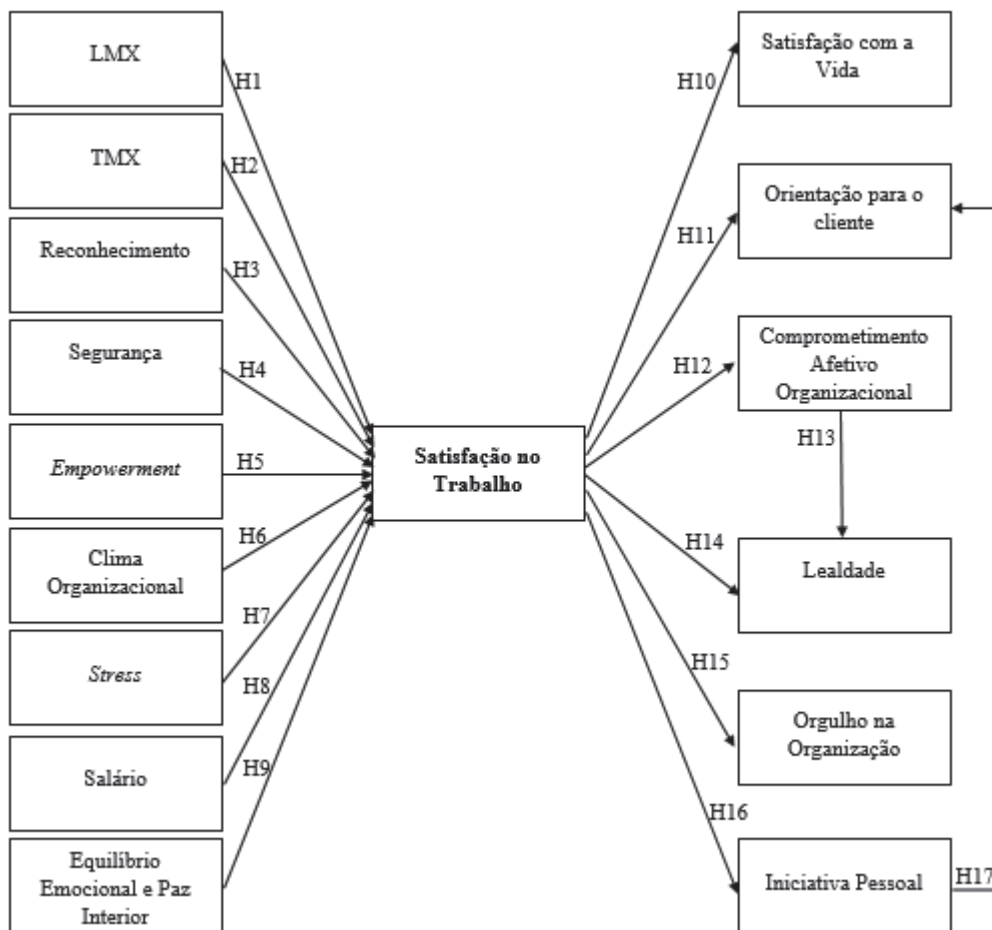 LMX
TMX
Reconhecimento
Segurança
Empowerment
Clima
Organizacional
Stress
Salário
Equilíbrio
Emocional e Paz
Interior
H1
H2
H3
H4
H5
H6
H7
H8
H9
Satisfação no
Trabalho
H10
H11
H12
H13
H14
H15
H16
H17
Satisfação com a
Vida
Orientação para o
cliente
Comprometimento
Afetivo
Organizacional
Lealdade
Orgulho na
Organização
Iniciativa Pessoal